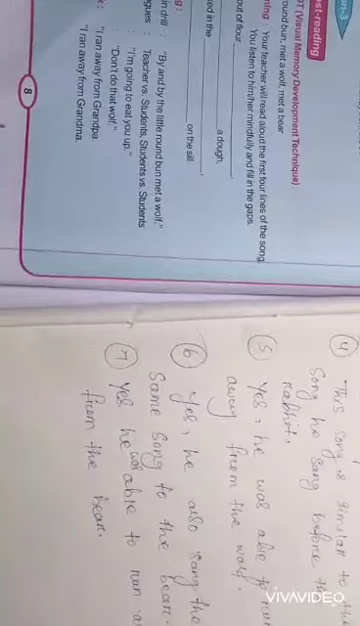 on-3
st-reading
T (Visual Memory Development Technique)
round bun, met a wolf, met a bear
ning : Your teacher will read aloud the first four lines of the song.
You listen to him/her mindfully and fill in the gaps.
out of flour
a dough,
ed in the
on the sill.
g :
in drill : "By and by the little round bun met a wolf."
gues : Teacher vs. Students, Students vs. Students
"I'm going to eat you up."
"Don't do that wolf."
k : "I ran away from Grandpa
"I ran away from Grandma.
8
④ This song is similar to the
song he sang before the
rabbit.
⑤ Yes, he was able to run
away from the wolf.
⑥ Yes, he also sang the
Same song to the bear.
⑦ Yes he was able to run a
from the bear.
VIVAVIDEO